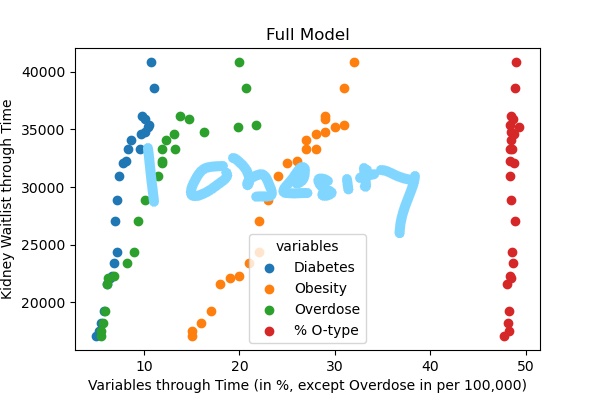 Full Model
Kidney Waitlist through Time
40000
35000
30000
25000
20000
variables
Diabetes
Obesity
Overdose
% O-type
10
20
30
40
50
Variables through Time (in %, except Overdose in per 100,000)